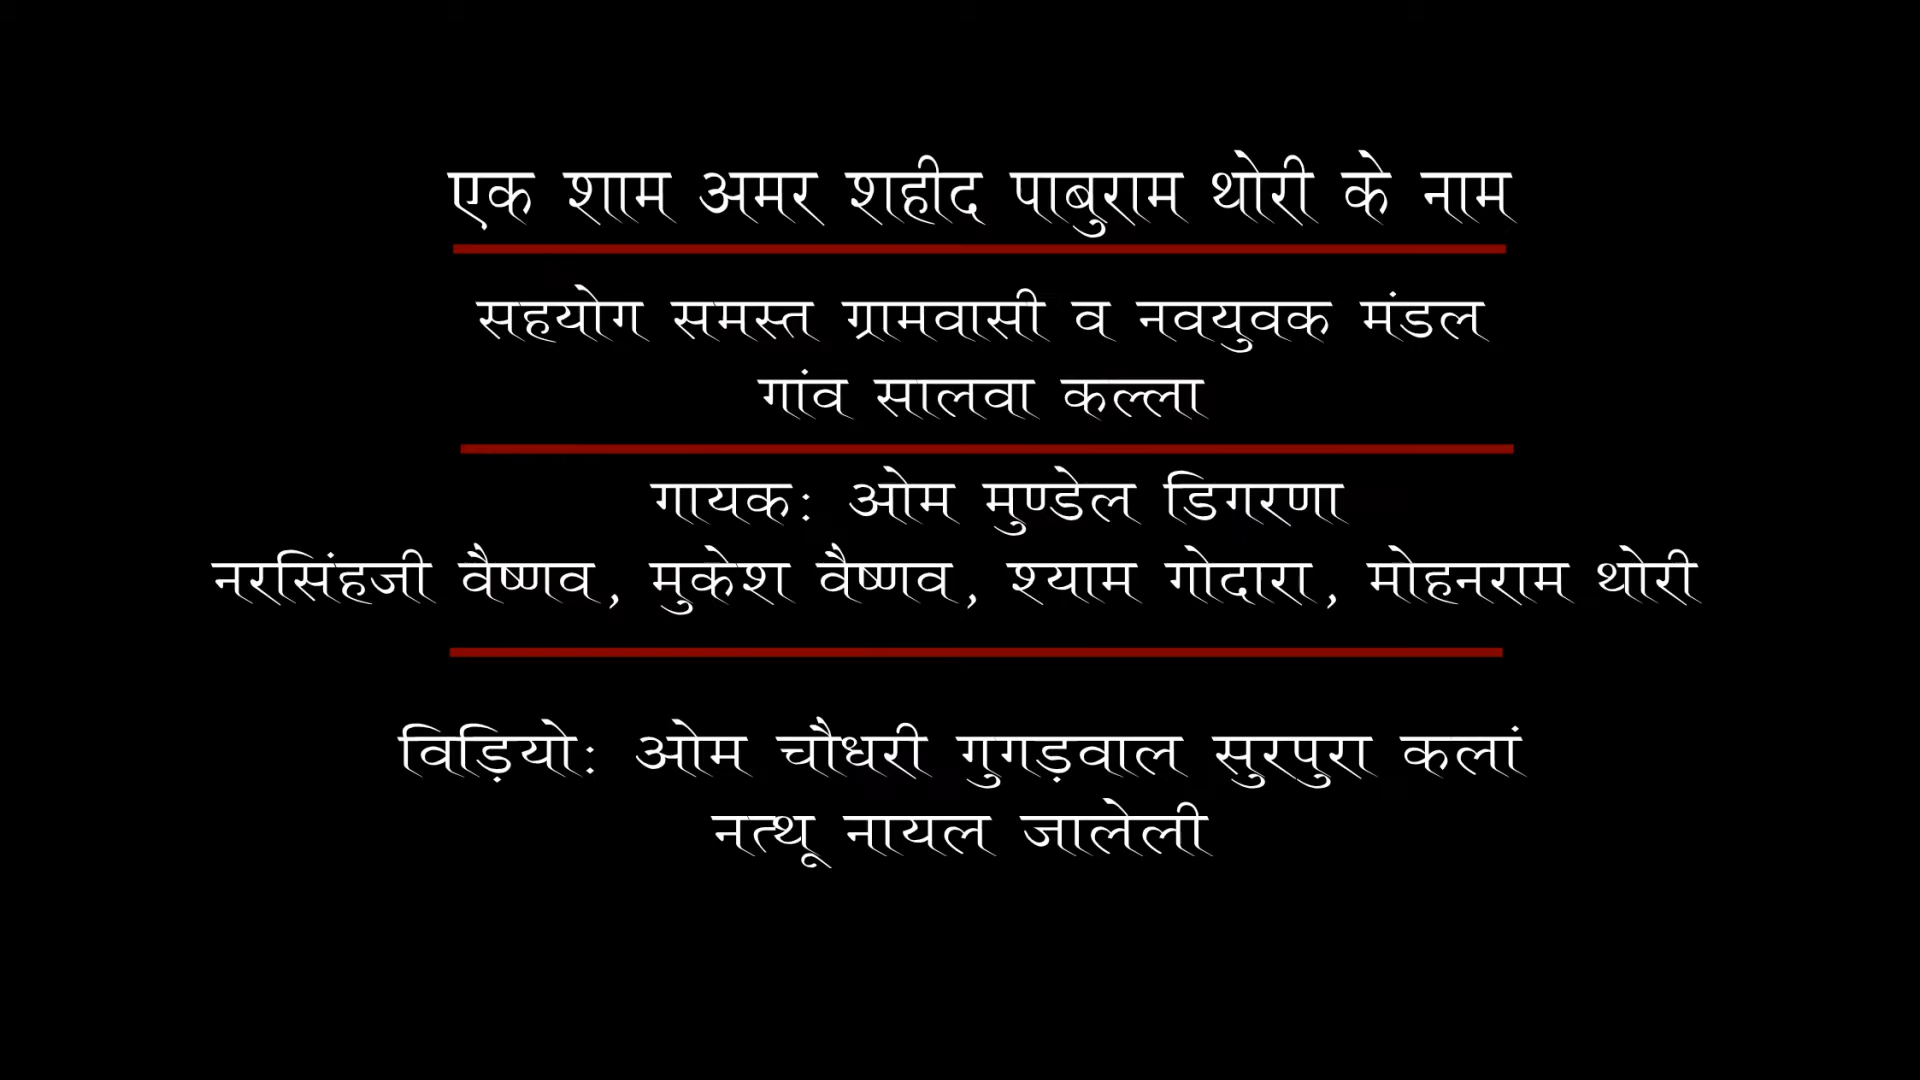 एक शाम अमर शहीद पाबुराम थोरी के नाम
सहयोग समस्त ग्रामवासी व नवयुवक मंडल
गांव सालवा कल्ला
गायक: ओम मुण्डेल डिगरणा
नरसिंहजी वैष्णव, मुकेश वैष्णव, श्याम गोदारा, मोहनराम थोरी
विड़ियो: ओम चौधरी गुगड़वाल सुरपुरा कलां
नत्थू नायल जालेली